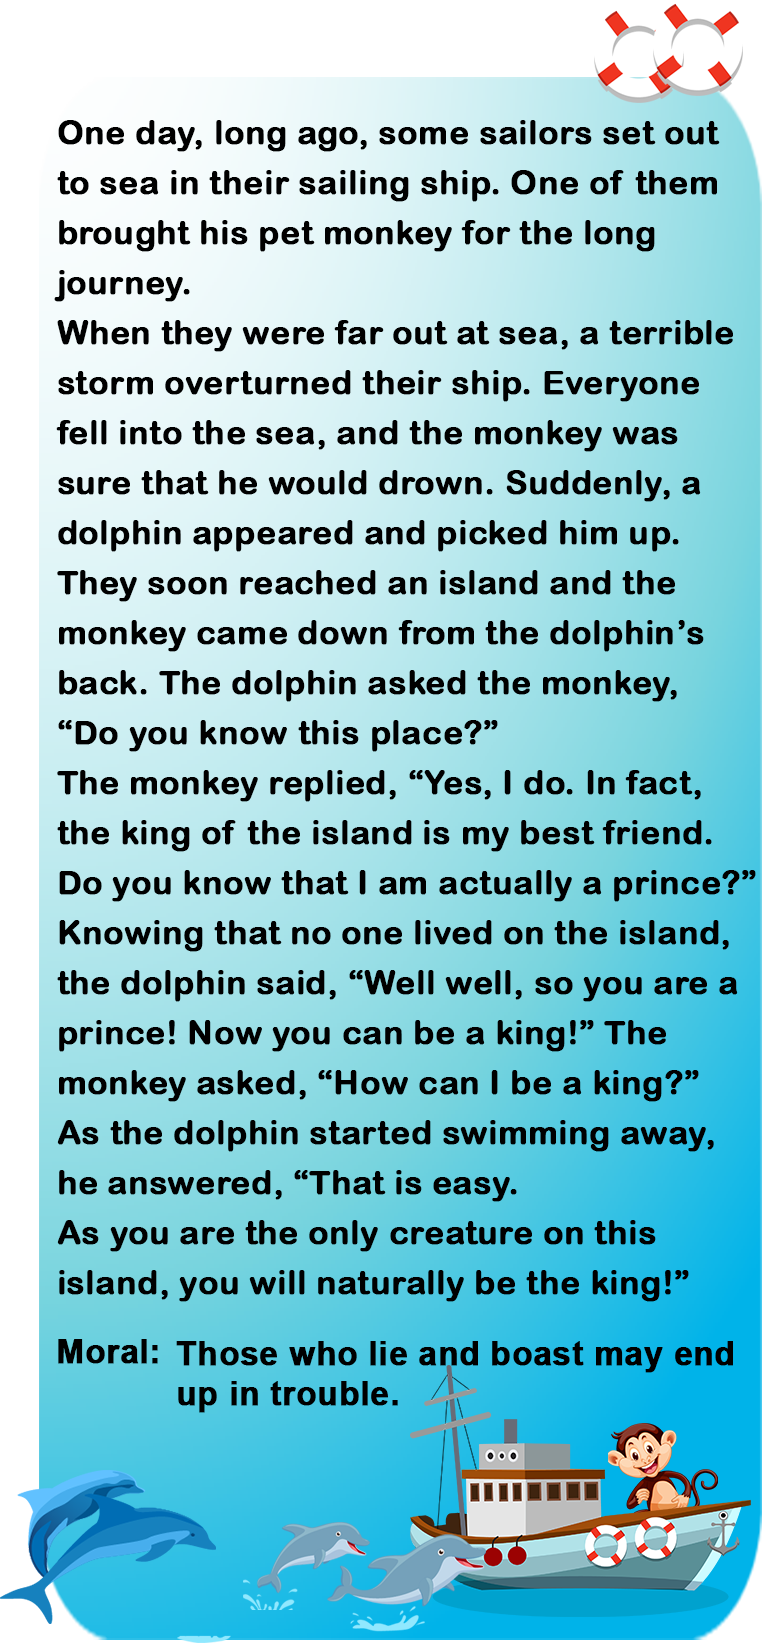 One day, long ago, some sailors set out
to sea in their sailing ship. One of them
brought his pet monkey for the long
journey.
When they were far out at sea, a terrible
storm overturned their ship. Everyone
fell into the sea, and the monkey was
sure that he would drown. Suddenly, a
dolphin appeared and picked him up.
They soon reached an island and the
monkey came down from the dolphin’s
back. The dolphin asked the monkey,
“Do you know this place?”
The monkey replied, “Yes, I do. In fact,
the king of the island is my best friend.
Do you know that I am actually a prince?”
Knowing that no one lived on the island,
the dolphin said, “Well well, so you are a
prince! Now you can be a king!” The
monkey asked, “How can I be a king?”
As the dolphin started swimming away,
he answered, “That is easy.
As you are the only creature on this
island, you will naturally be the king!”
Moral: Those who lie and boast may end
up in trouble.